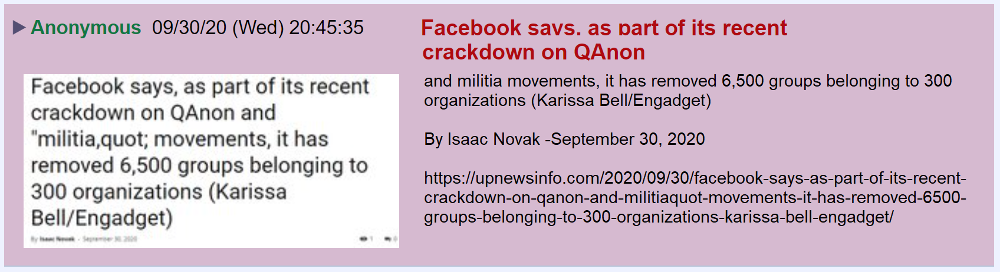 Anonymous 09/30/20 (Wed) 20:45:35
Facebook says, as part of its recent
crackdown on QAnon and
"militia,quot; movements, it has
removed 6,500 groups belonging to
300 organizations (Karissa
Bell/Engadget)
By Isaac Novak - September 30, 2020 1 0
Facebook says. as part of its recent
crackdown on QAnon
and militia movements, it has removed 6,500 groups belonging to 300
organizations (Karissa Bell/Engadget)
By Isaac Novak -September 30, 2020
https://upnewsinfo.com/2020/09/30/facebook-says-as-part-of-its-recent-
crackdown-on-qanon-and-militiaquot-movements-it-has-removed-6500-
groups-belonging-to-300-organizations-karissa-bell-engadget/